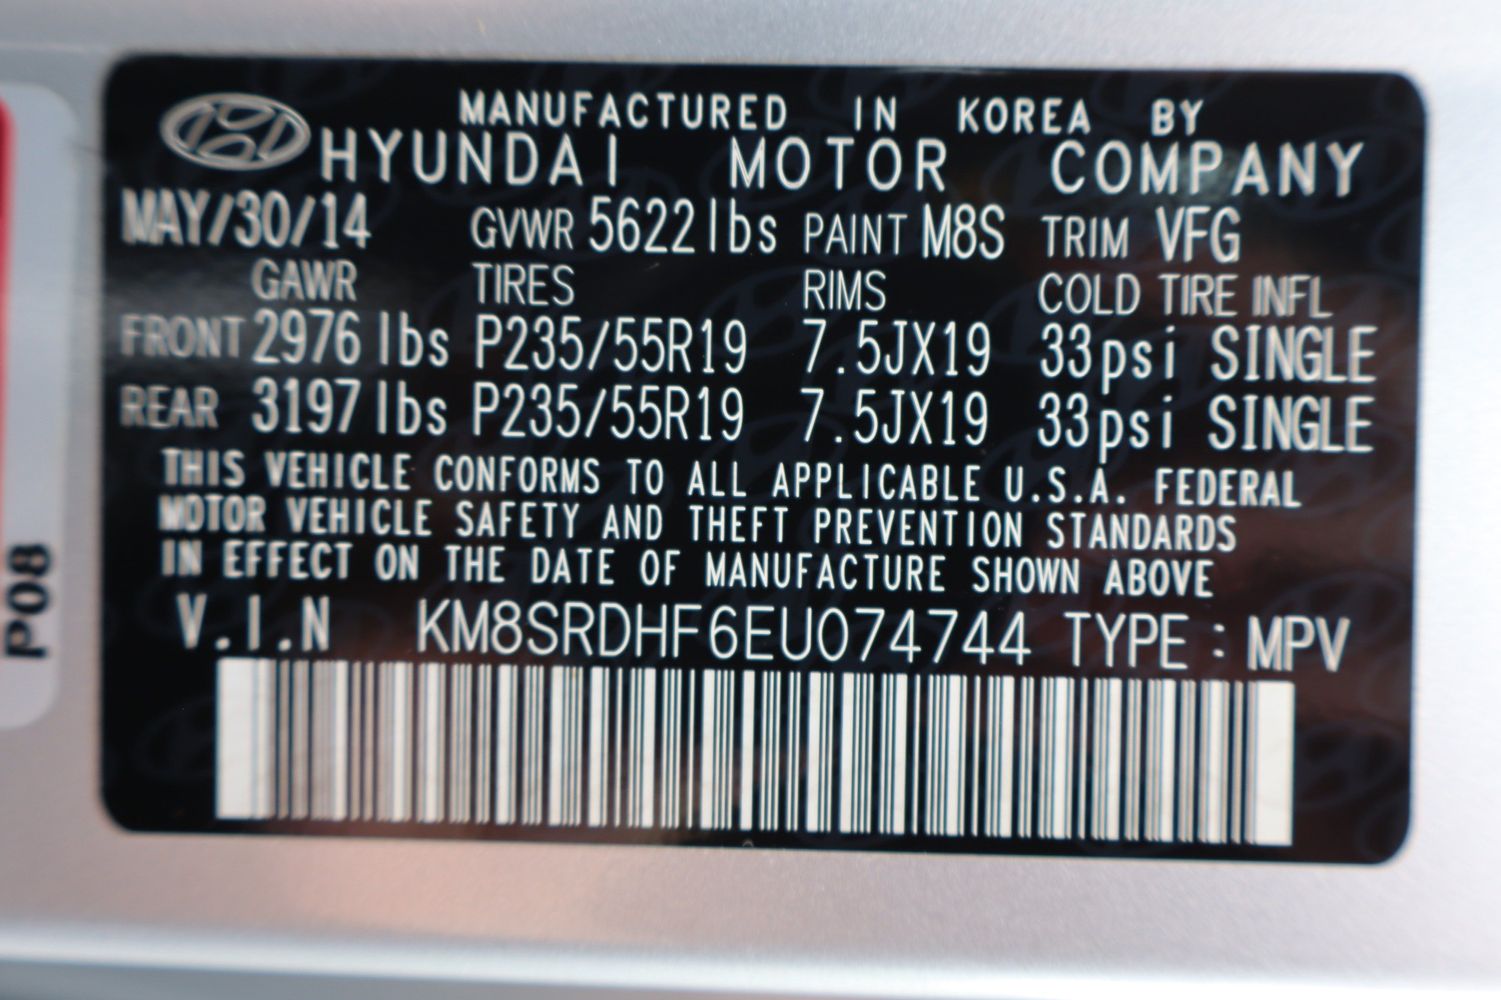 MANUFACTURED IN KOREA BY
HYUNDAI MOTOR COMPANY
MAY/30/14 GVWR 5622lbs PAINT M8S TRIM VFG
GAWR TIRES RIMS COLD TIRE INFL
FRONT 2976 lbs P235/55R19 7.5JX19 33psi SINGLE
REAR 3197 lbs P235/55R19 7.5JX19 33psi SINGLE
THIS VEHICLE CONFORMS TO ALL APPLICABLE U.S.A. FEDERAL
MOTOR VEHICLE SAFETY AND THEFT PREVENTION STANDARDS
IN EFFECT ON THE DATE OF MANUFACTURE SHOWN ABOVE
V.I.N KM8SRDHF6EU074744 TYPE : MPV
P08